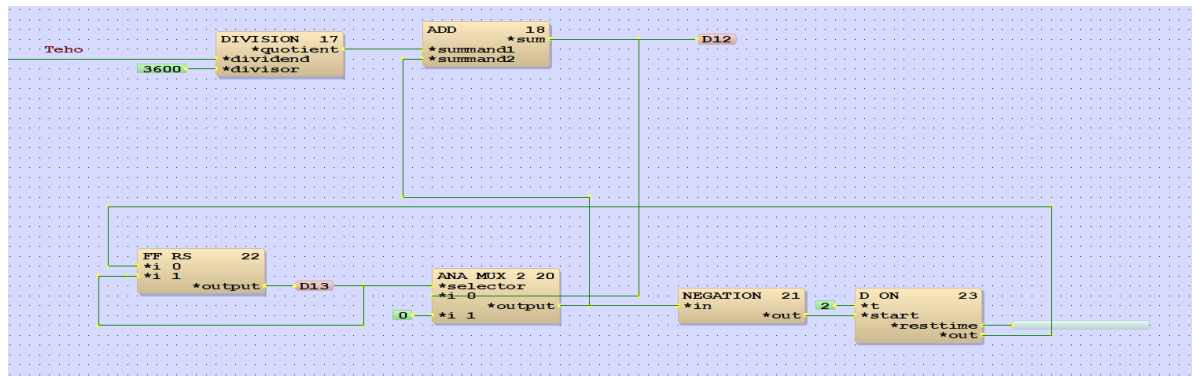 Teho
DIVISION 17
*quotient
*dividend
*divisor
3600
ADD 18
*sum
*summand1
*summand2
D12
FF RS 22
*i 0
*i 1
*output
D13
ANA MUX 2 20
*selector
*i 0
*output
*i 1
0
NEGATION 21
*in
*out
2
D ON 23
*t
*start
*resttime
*out